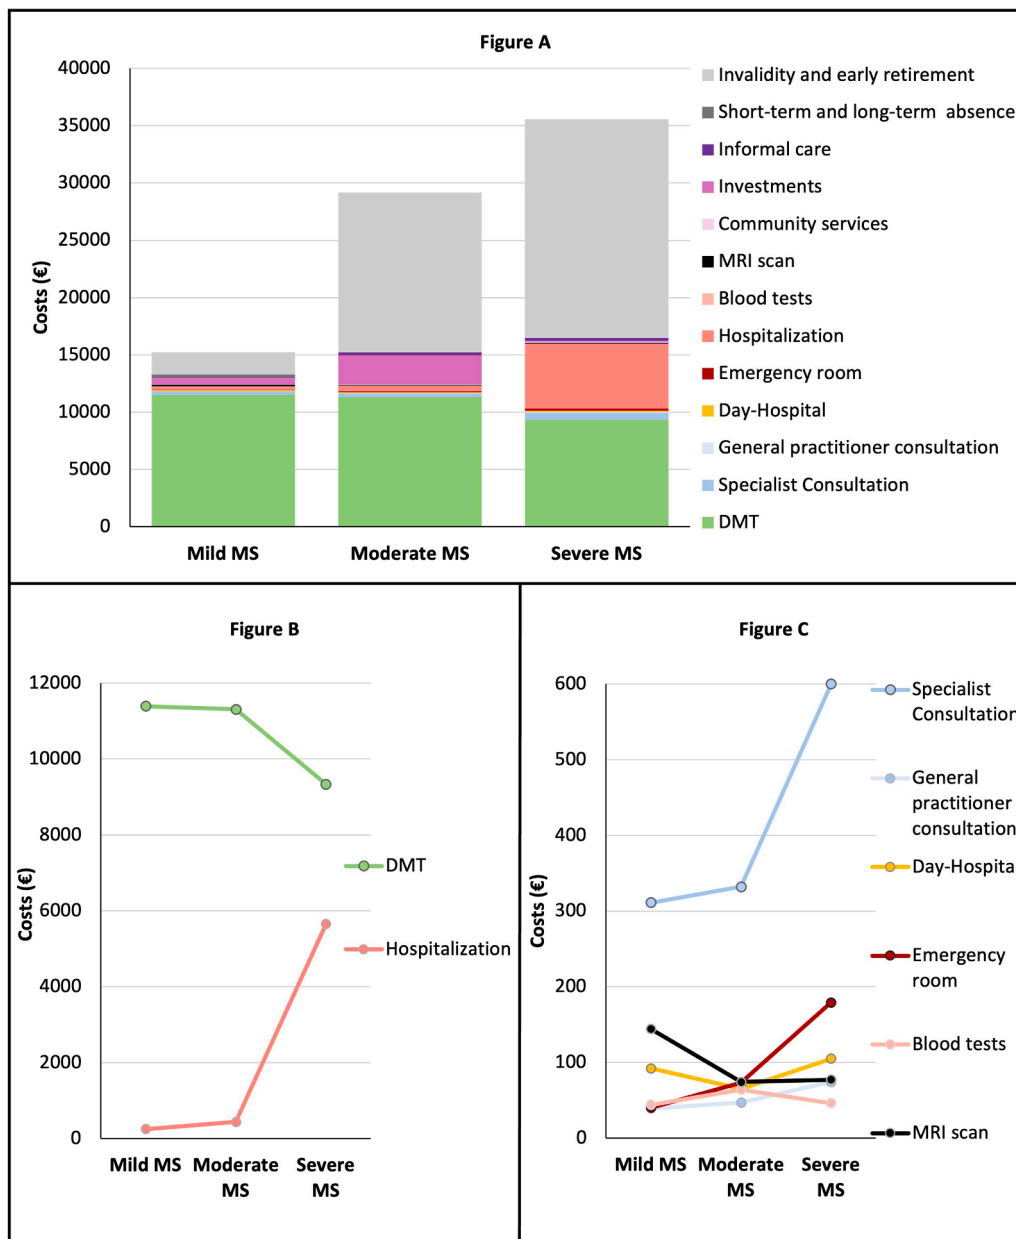 Figure A
40000
35000
30000
25000
20000
15000
10000
5000
0
Costs (€)
Mild MS
Moderate MS
Severe MS
Invalidity and early retirement
Short-term and long-term absence
Informal care
Investments
Community services
MRI scan
Blood tests
Hospitalization
Emergency room
Day-Hospital
General practitioner consultation
Specialist Consultation
DMT
Figure B
12000
10000
8000
6000
4000
2000
0
Costs (€)
Mild MS
Moderate
MS
Severe
MS
DMT
Hospitalization
Figure C
600
500
400
300
200
100
0
Costs (€)
Mild MS
Moderate
MS
Severe
MS
Specialist
Consultation
General
practitioner
consultation
Day-Hospital
Emergency
room
Blood tests
MRI scan